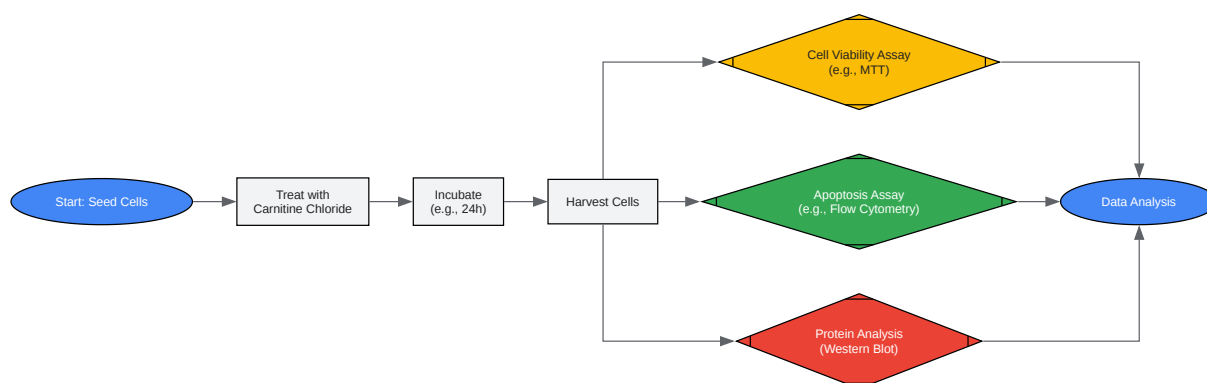 Start: Seed Cells
Treat with
Carnitine Chloride
Incubate
(e.g., 24h)
Harvest Cells
Cell Viability Assay
(e.g., MTT)
Apoptosis Assay
(e.g., Flow Cytometry)
Protein Analysis
(Western Blot)
Data Analysis